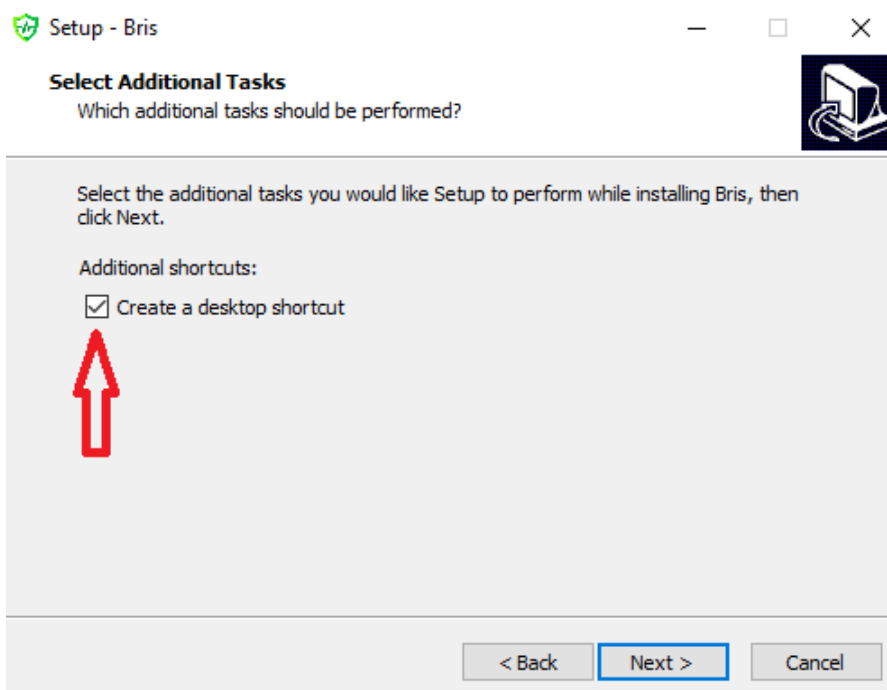 Setup - Bris
Select Additional Tasks
Which additional tasks should be performed?
Select the additional tasks you would like Setup to perform while installing Bris, then
click Next.
Additional shortcuts:
Create a desktop shortcut
< Back
Next >
Cancel